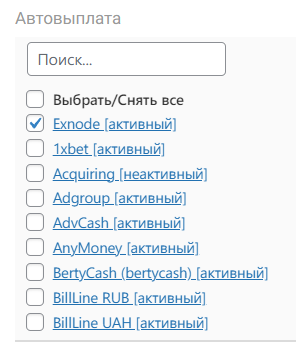 Автовыплата
Поиск...
Выбрать/Снять все
Exnode [активный]
1xbet [активный]
Acquiring [неактивный]
Adgroup [активный]
AdvCash [активный]
AnyMoney [активный]
BertyCash (bertycash) [активный]
BillLine RUB [активный]
BillLine UAH [активный]